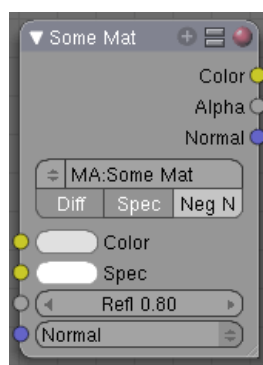 Some Mat
Color
Alpha
Normal
MA:Some Mat
Diff Spec Neg N
Color
Spec
Refl 0.80
Normal